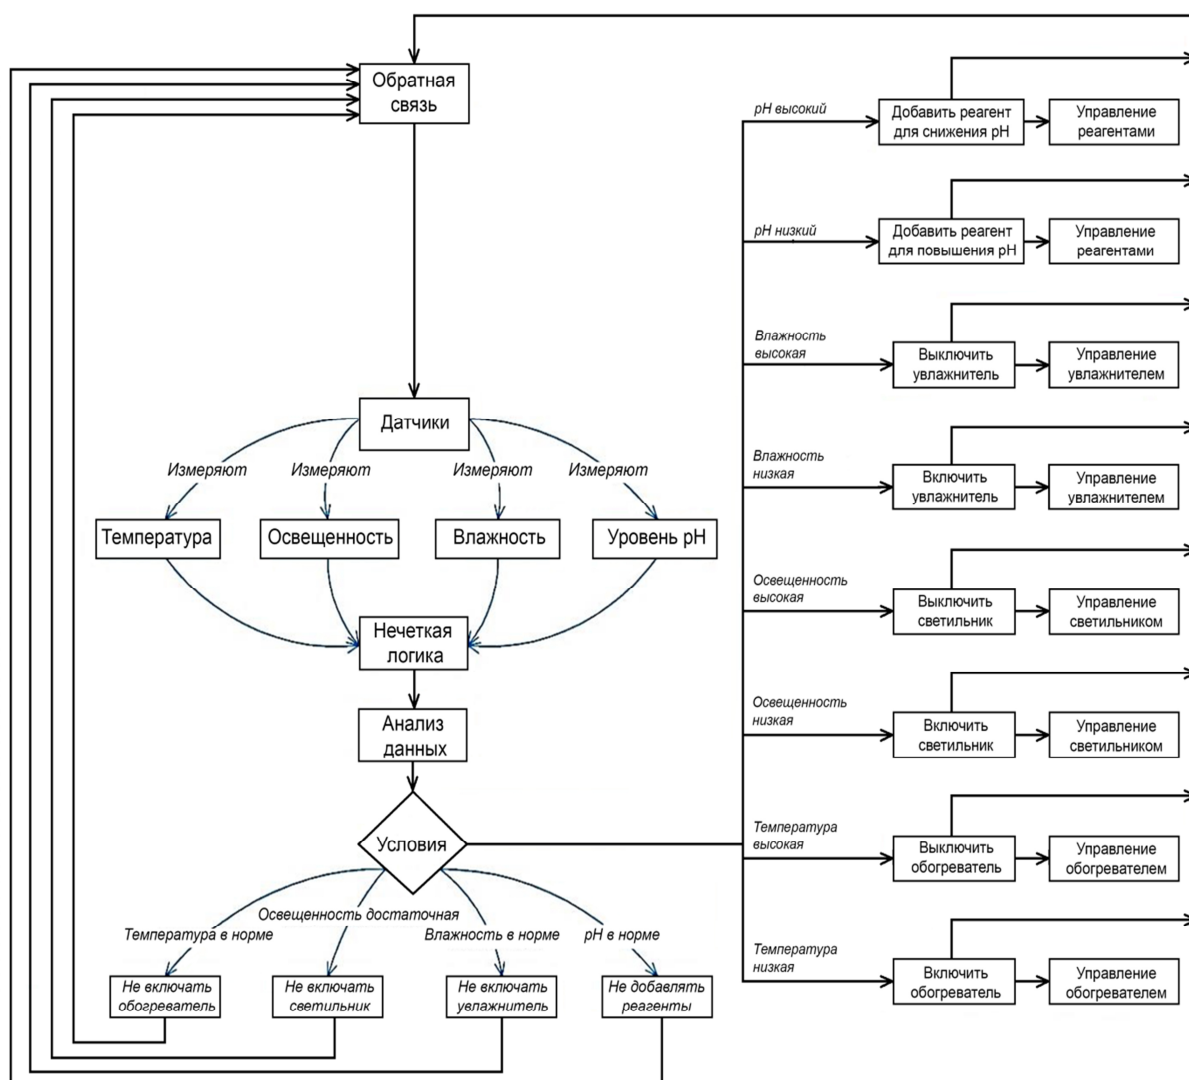 Обратная
связь
Датчики
Измеряют
Измеряют
Измеряют
Измеряют
Температура
Освещенность
Влажность
Уровень pH
Нечеткая
логика
Анализ
данных
Условия
Температура в норме
Освещенность достаточная
Влажность в норме
pH в норме
Не включать
обогреватель
Не включать
светильник
Не включать
увлажнитель
Не добавлять
реагенты
pH высокий
Добавить реагент
для снижения pH
Управление
реагентами
pH низкий
Добавить реагент
для повышения pH
Управление
реагентами
Влажность
высокая
Выключить
увлажнитель
Управление
увлажнителем
Влажность
низкая
Включить
увлажнитель
Управление
увлажнителем
Освещенность
высокая
Выключить
светильник
Управление
светильником
Освещенность
низкая
Включить
светильник
Управление
светильником
Температура
высокая
Выключить
обогреватель
Управление
обогревателем
Температура
низкая
Включить
обогреватель
Управление
обогревателем